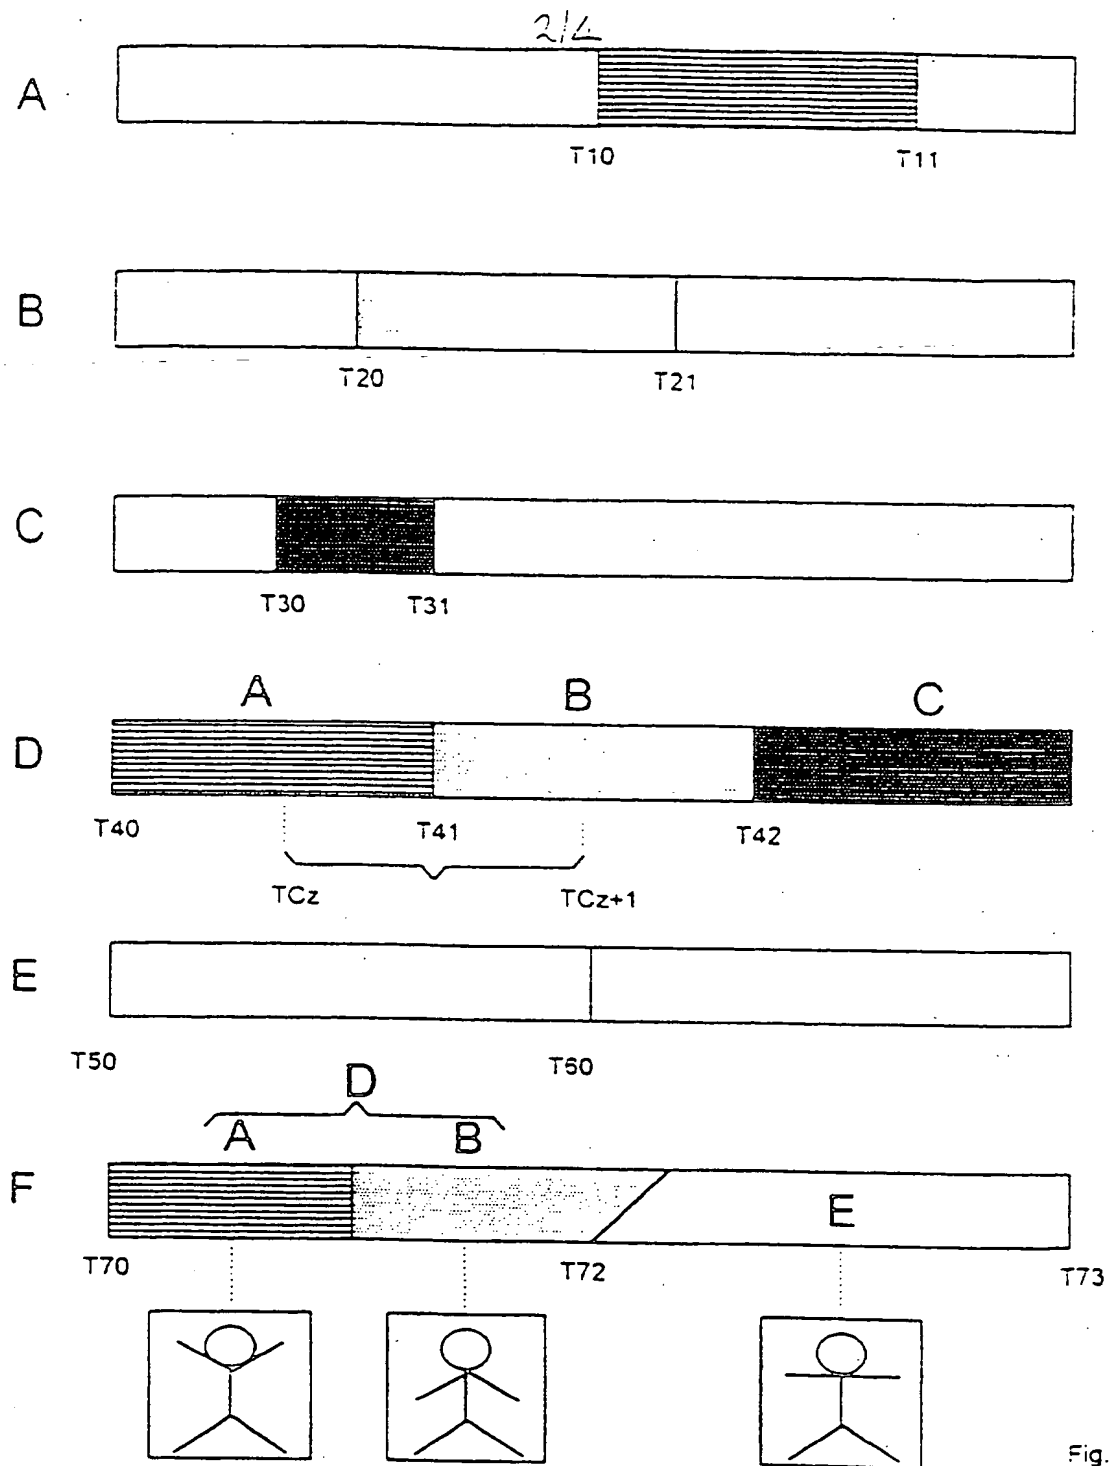 2/4
A
T10 T11
B
T20 T21
C
T30 T31
A B C
D
T40 T41 T42
TCz TCz+1
E
T50 T60
D
A B
F E
T70 T72 T73
Fig.